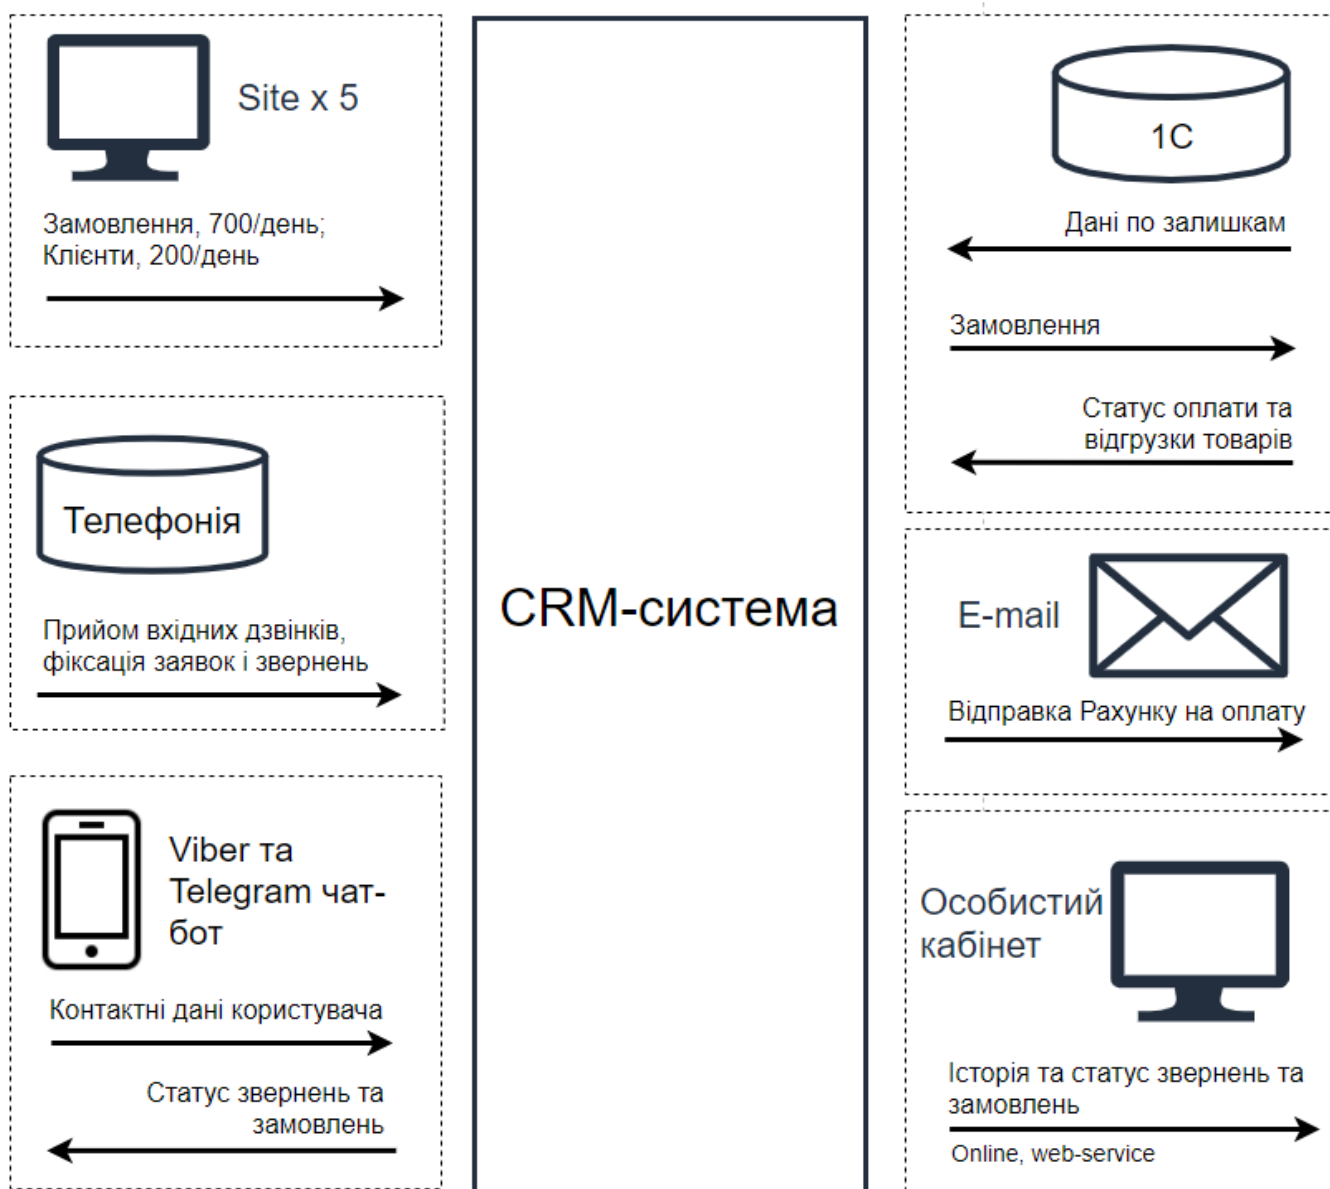 Site x 5
Замовлення, 700/день;
Клієнти, 200/день
Телефонія
Прийом вхідних дзвінків,
фіксація заявок і звернень
Viber та
Telegram чат-
бот
Контактні дані користувача
Статус звернень та
замовлень
CRM-система
1С
Дані по залишкам
Замовлення
Статус оплати та
відгрузки товарів
E-mail
Відправка Рахунку на оплату
Особистий
кабінет
Історія та статус звернень та
замовлень
Online, web-service